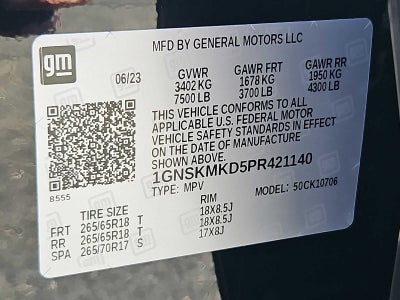 gm
MFD BY GENERAL MOTORS LLC
06/23
GVWR GAWR FRT GAWR RR
3402 KG 1678 KG 1950 KG
7500 LB 3700 LB 4300 LB
THIS VEHICLE CONFORMS TO ALL
APPLICABLE U.S. FEDERAL MOTOR
VEHICLE SAFETY STANDARDS IN EFFECT
ON THE DATE OF MANUFACTURE
SHOWN ABOVE.
1GNSKMKD5PR421140
8555
TYPE: MPV MODEL: 50CK10706
TIRE SIZE RIM
FRT 265/65R18 T 18X8.5J
RR 265/65R18 T 18X8.5J
SPA 265/70R17 S 17X8J